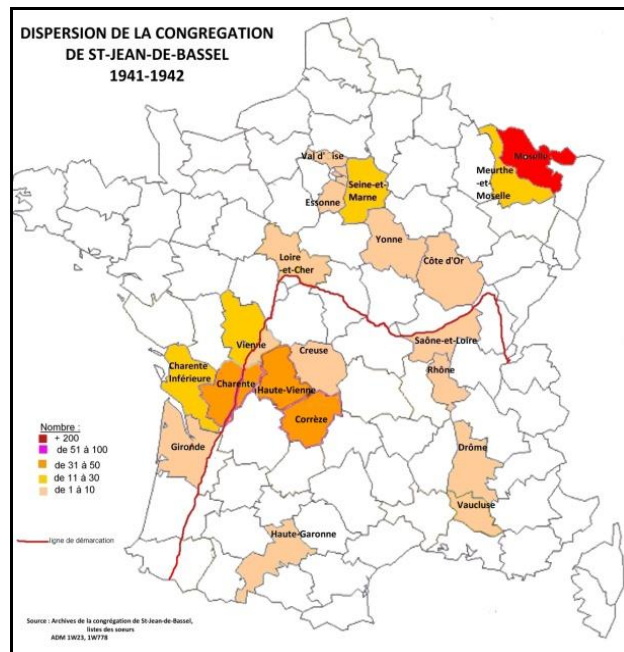 DISPERSION DE LA CONGREGATION
DE ST-JEAN-DE-BASSEL
1941-1942
Val d' ise
Essonne
Seine-et-
Marne
Moselle
Meurthe
-et-
Moselle
Yonne
Loire
-et-Cher
Côte d'Or
Vienne
Creuse
Saône-et-Loire
Charente
Inférieure
Charente
Haute-Vienne
Rhône
Corrèze
Gironde
Drôme
Vaucluse
Haute-Garonne
Nombre :
+ 200
de 51 à 100
de 31 à 50
de 11 à 30
de 1 à 10
ligne de démarcation
Source : Archives de la congrégation de St-Jean-de-Bassel,
listes des soeurs
ADM 1W23, 1W778